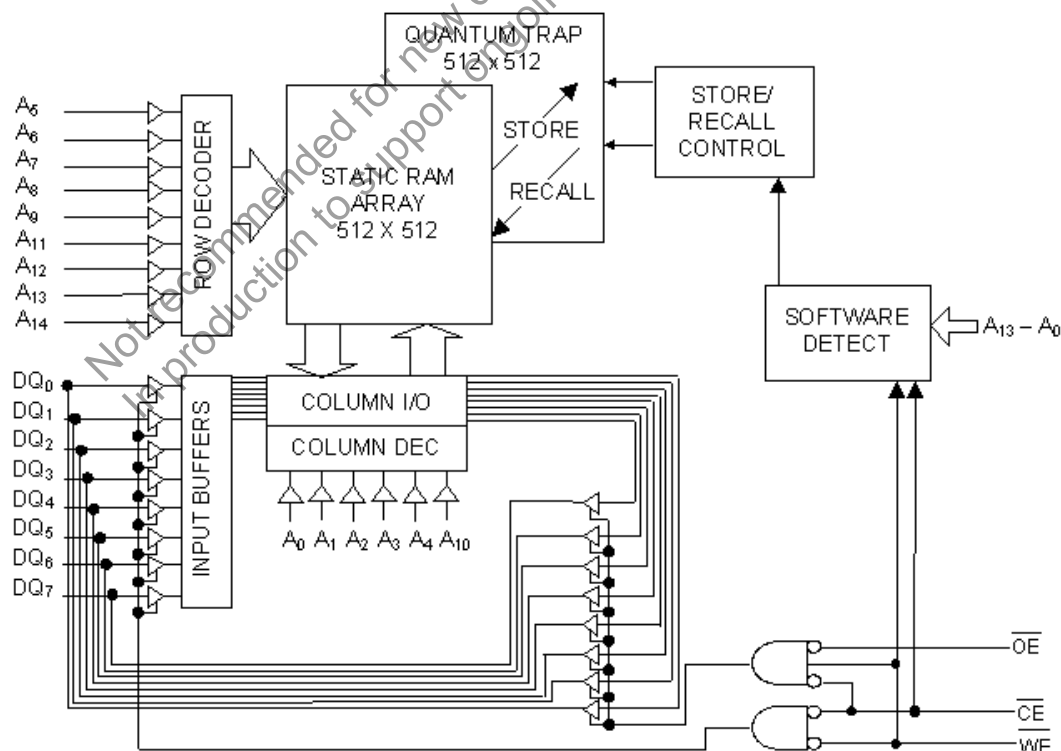 QUANTUM TRAP
512 x 512
STORE/
RECALL
CONTROL
A5
A6
A7
A8
A9
A11
A12
A13
A14
ROW DECODER
STATIC RAM
ARRAY
512 X 512
STORE
RECALL
SOFTWARE
DETECT
A13 – A0
Not recommended for new
In production to support ongoin
DQ0
DQ1
DQ2
DQ3
DQ4
DQ5
DQ6
DQ7
INPUT BUFFERS
COLUMN I/O
COLUMN DEC
A0 A1 A2 A3 A4 A10
OE
CE
WE